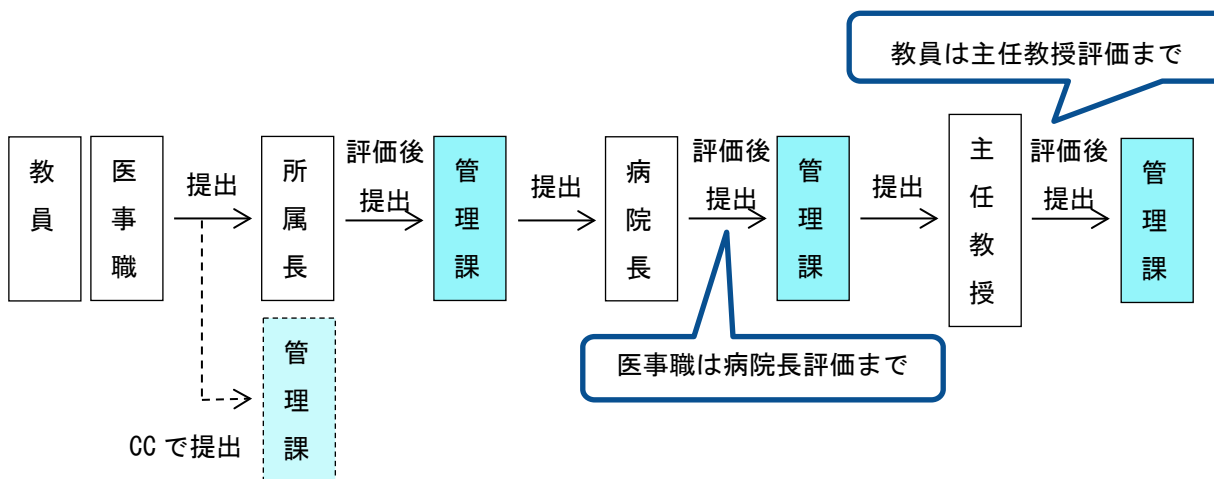 教員は主任教授評価まで
教員
医事職
提出
所属長
評価後
提出
管理課
提出
病院長
評価後
提出
管理課
提出
主任教授
評価後
提出
管理課
医事職は病院長評価まで
管理課
CCで提出